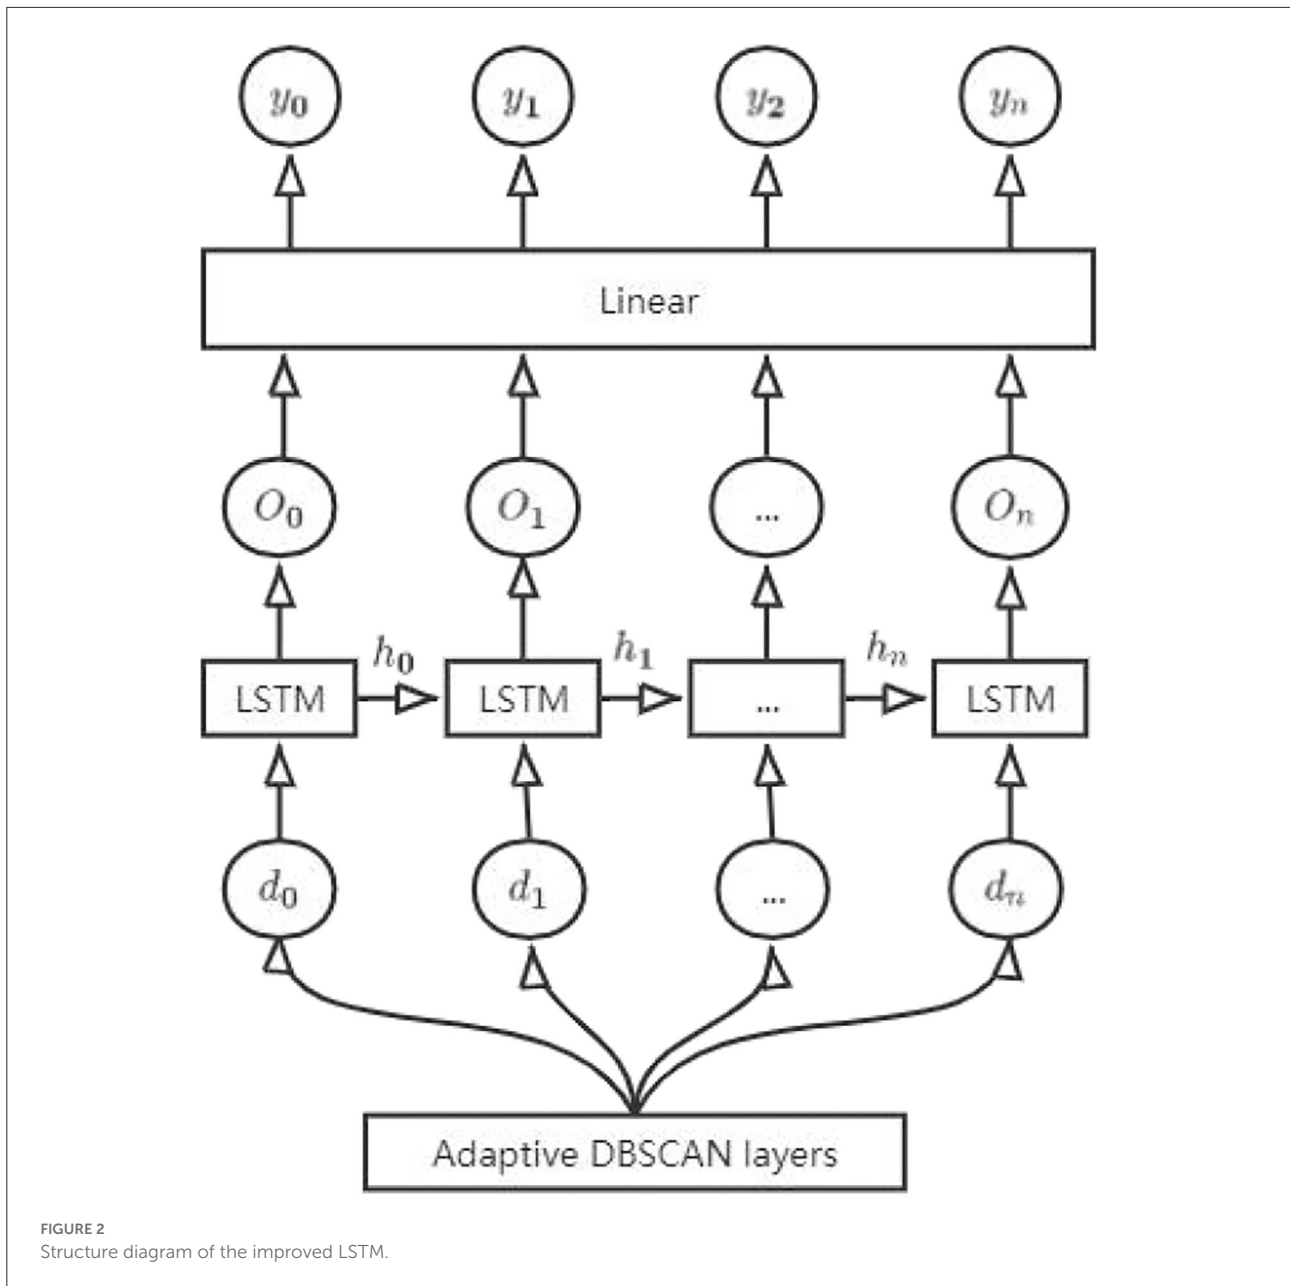 y0 y1 y2 yn
Linear
O0 O1 ... On
h0 h1 hn
LSTM LSTM ... LSTM
d0 d1 ... dn
Adaptive DBSCAN layers
FIGURE 2
Structure diagram of the improved LSTM.